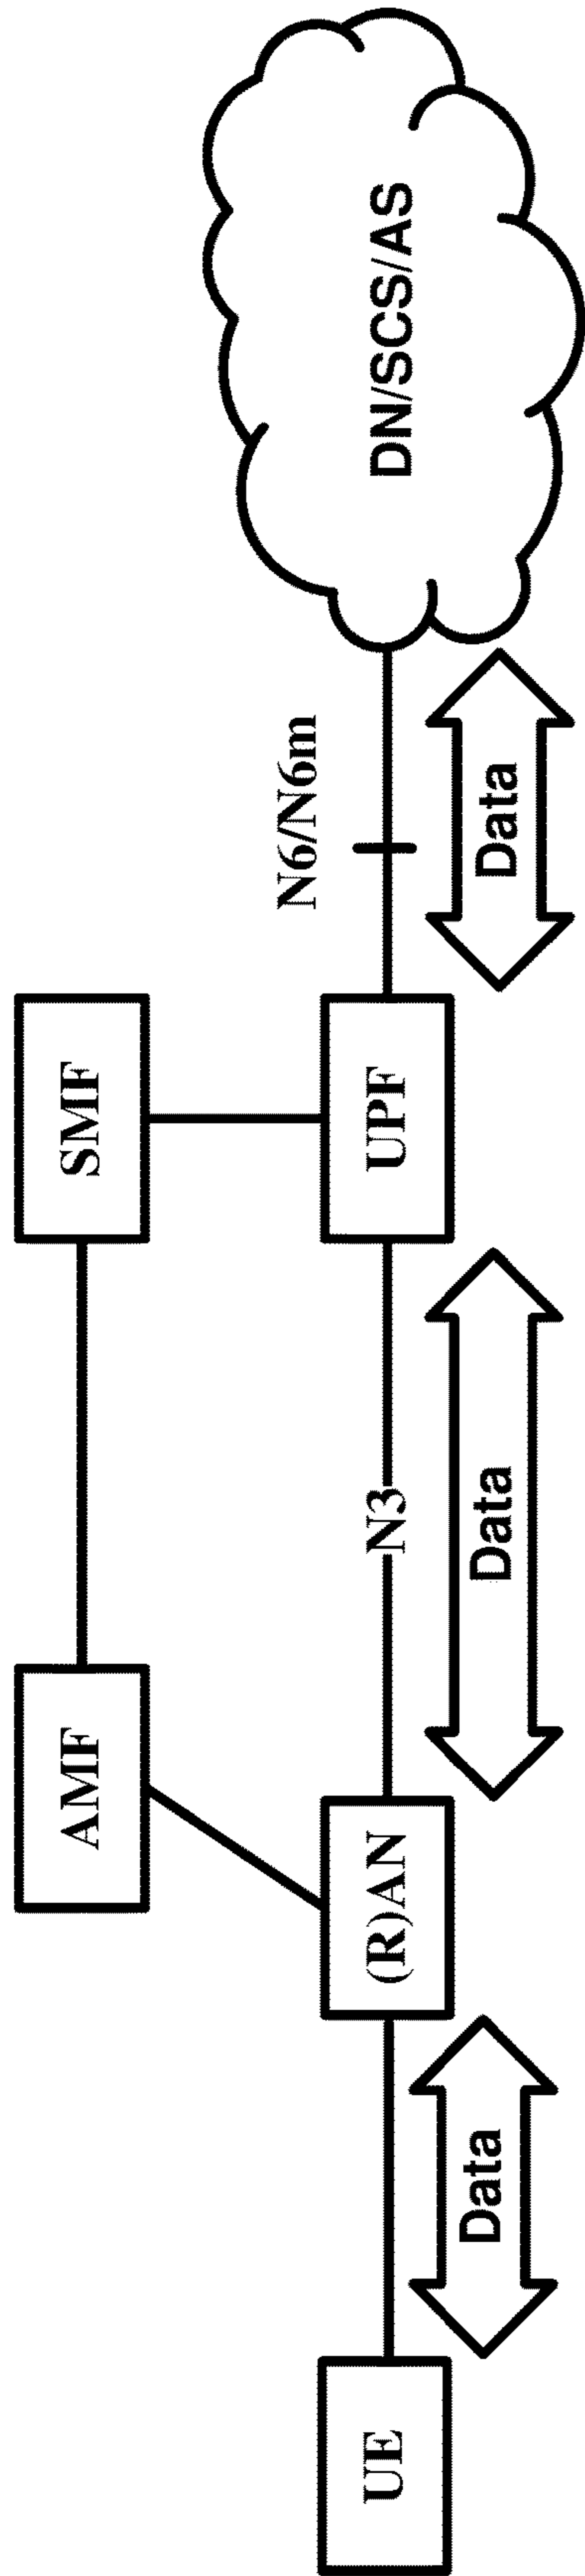 AMF
SMF
N6/N6m
UE
(R)AN
N3
UPF
DN/SCS/AS
Data
Data
Data